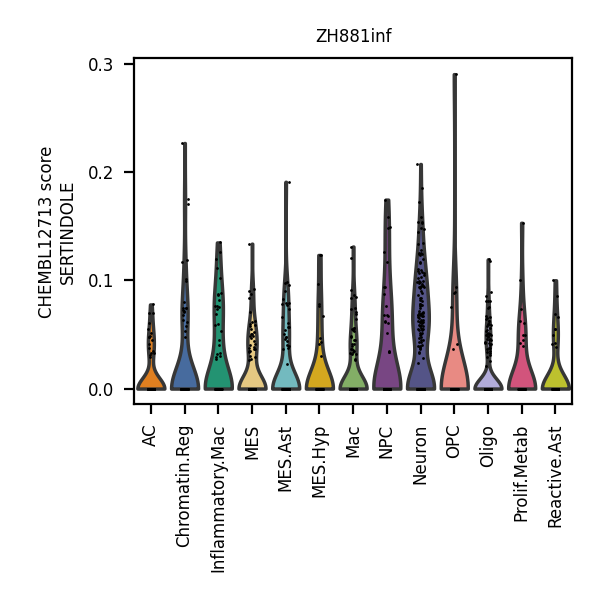 ZH881inf
CHEMBL12713 score
SERTINDOLE
0.3
0.2
0.1
0.0
AC
Chromatin.Reg
Inflammatory.Mac
MES
MES.Ast
MES.Hyp
Mac
NPC
Neuron
OPC
Oligo
Prolif.Metab
Reactive.Ast